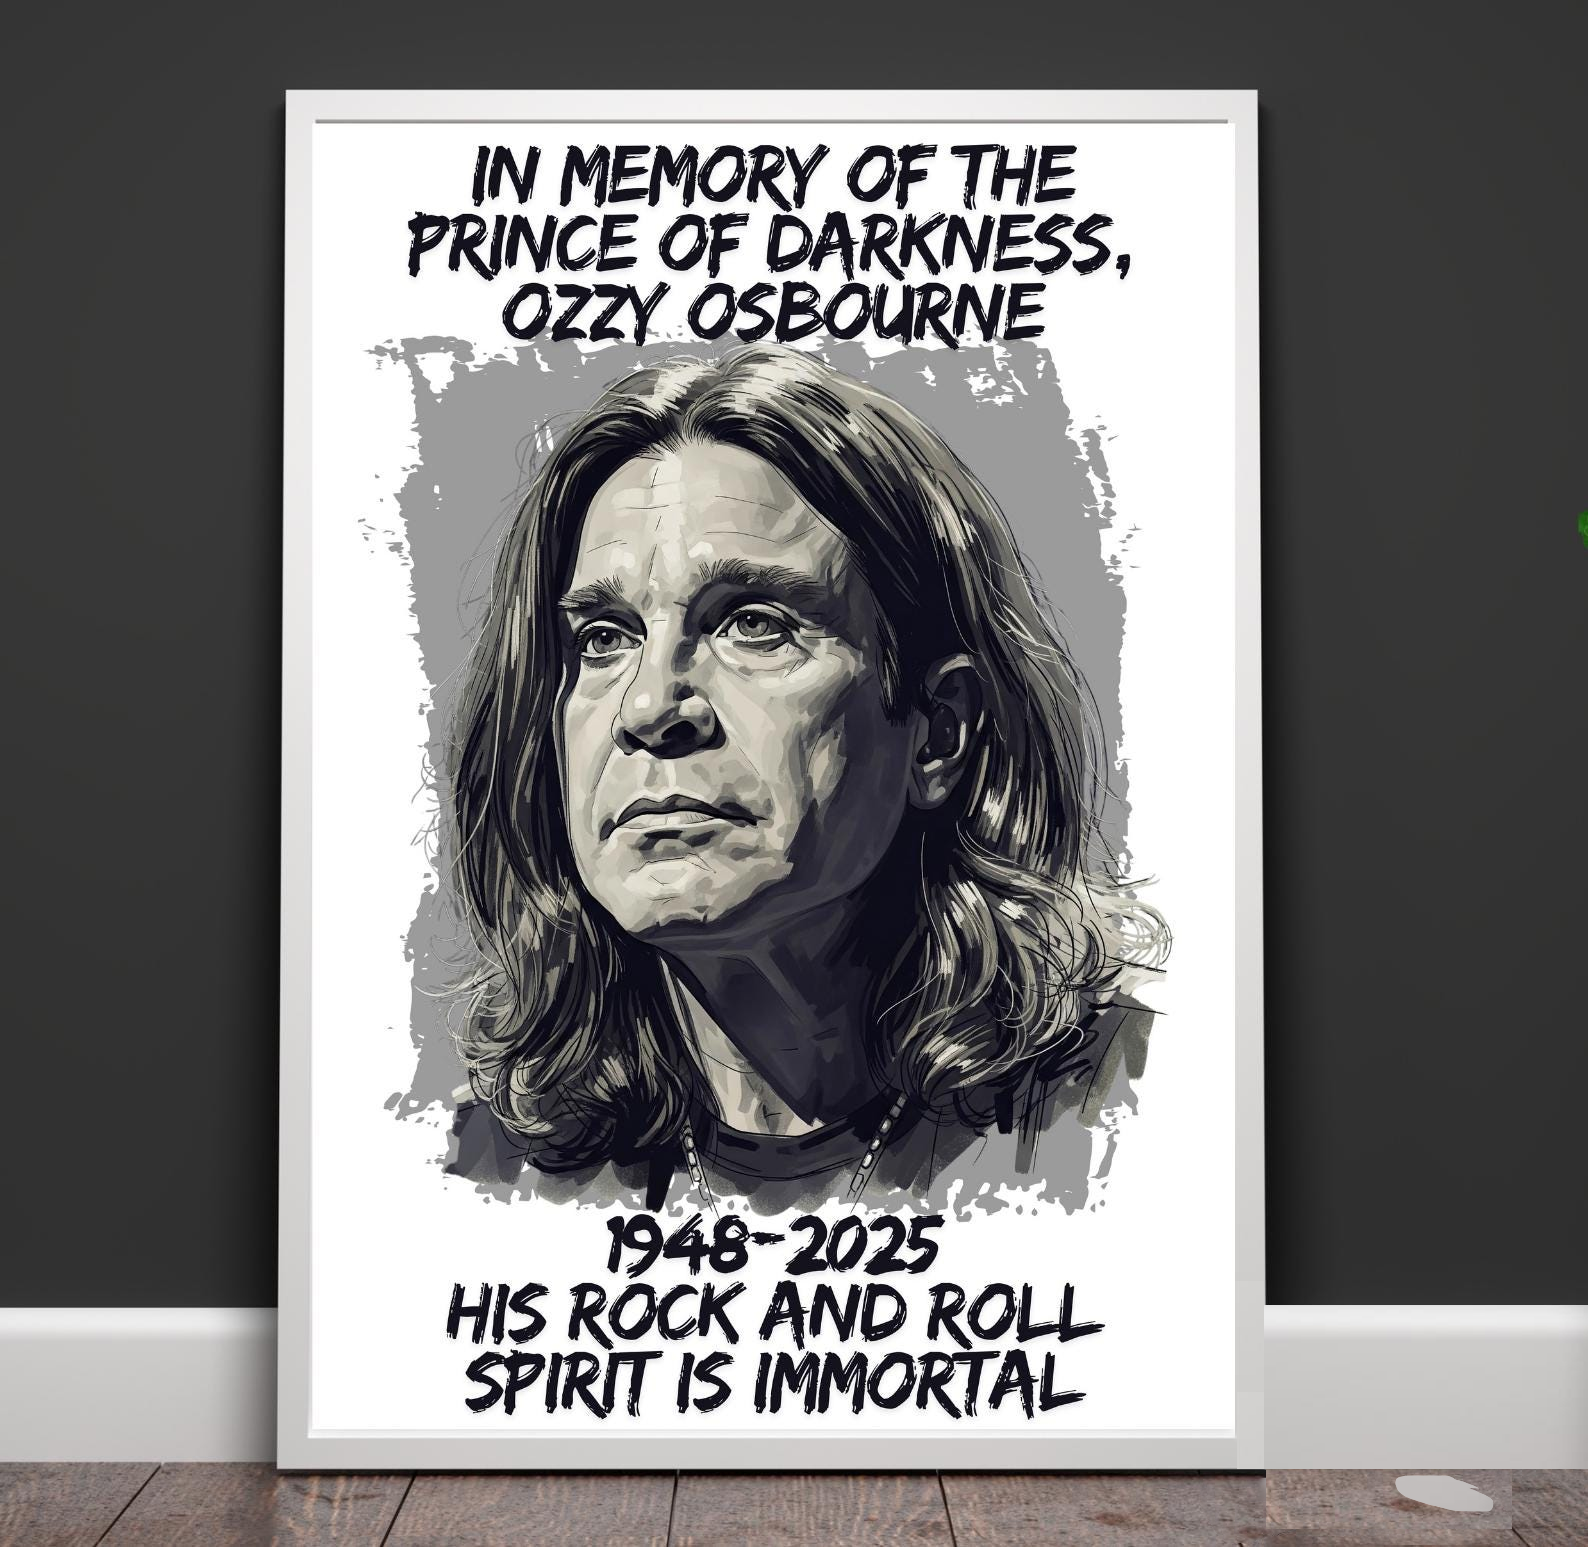 IN MEMORY OF THE
PRINCE OF DARKNESS,
OZZY OSBOURNE
1948-2025
HIS ROCK AND ROLL
SPIRIT IS IMMORTAL